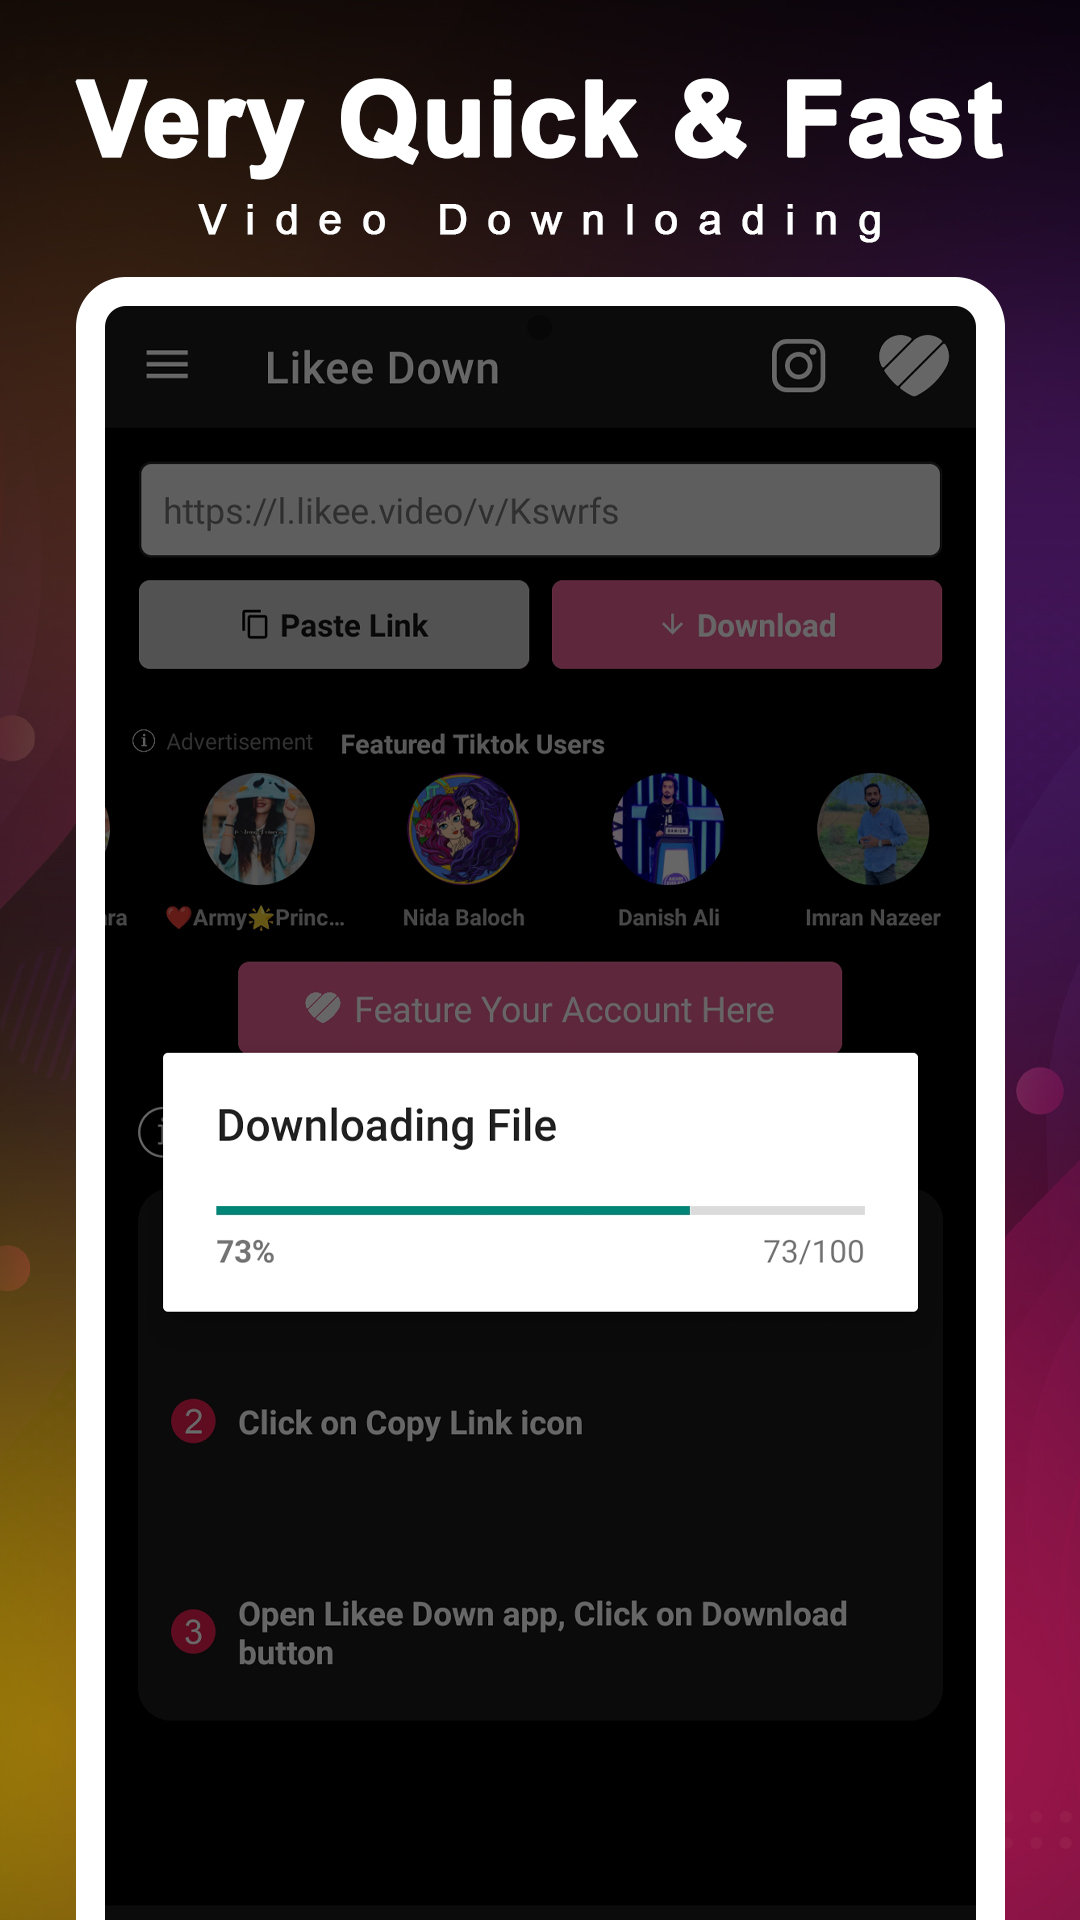 Very Quick & Fast
Video Downloading
Likee Down
https://l.likee.video/v/Kswrfs
Paste Link
Download
Advertisement
Featured Tiktok Users
ara
❤️Army🌟Princ...
Nida Baloch
Danish Ali
Imran Nazeer
Feature Your Account Here
Downloading File
73%
73/100
2
Click on Copy Link icon
3
Open Likee Down app, Click on Download
button